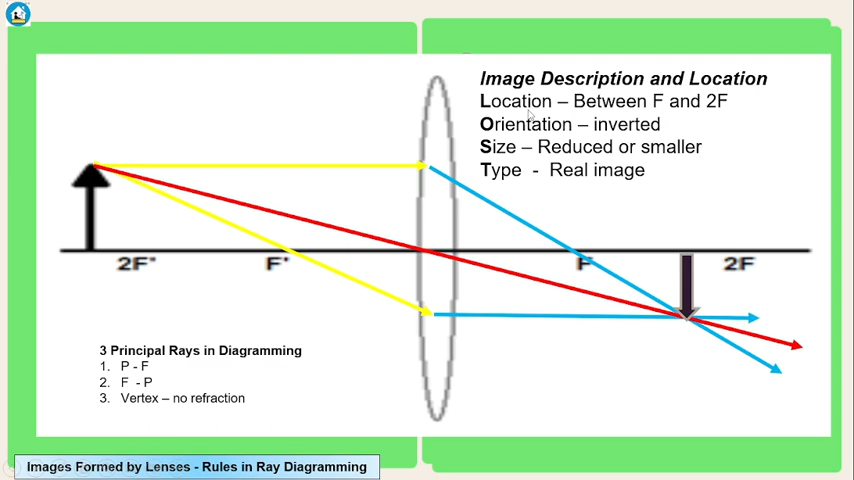 Image Description and Location
Location – Between F and 2F
Orientation – inverted
Size – Reduced or smaller
Type - Real image
2F'
F'
F
2F
3 Principal Rays in Diagramming
1. P - F
2. F - P
3. Vertex – no refraction
Images Formed by Lenses - Rules in Ray Diagramming